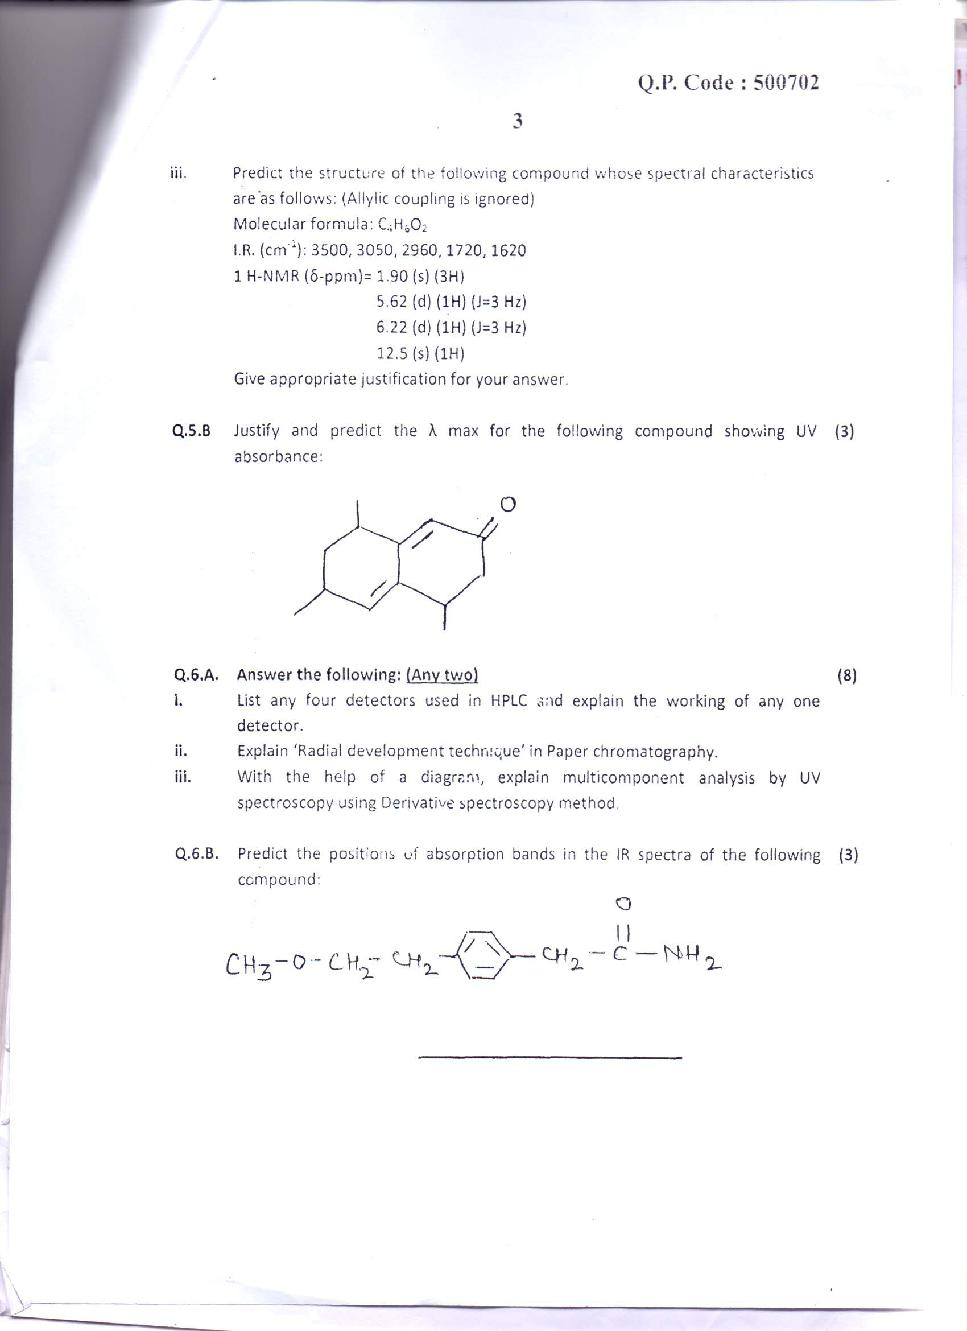 Q.P. Code : 500702
3
iii. Predict the structure of the following compound whose spectral characteristics
are as follows: (Allylic coupling is ignored)
Molecular formula: C₄H₆O₂
I.R. (cm⁻¹): 3500, 3050, 2960, 1720, 1620
1 H-NMR (δ-ppm)= 1.90 (s) (3H)
5.62 (d) (1H) (J=3 Hz)
6.22 (d) (1H) (J=3 Hz)
12.5 (s) (1H)
Give appropriate justification for your answer.
Q.5.B Justify and predict the λ max for the following compound showing UV (3)
absorbance:
O
Q.6.A. Answer the following: (Any two) (8)
i. List any four detectors used in HPLC and explain the working of any one
detector.
ii. Explain 'Radial development technique' in Paper chromatography.
iii. With the help of a diagram, explain multicomponent analysis by UV
spectroscopy using Derivative spectroscopy method.
Q.6.B. Predict the positions of absorption bands in the IR spectra of the following (3)
compound:
O
CH₃-O-CH₂-CH₂ CH₂-C-NH₂